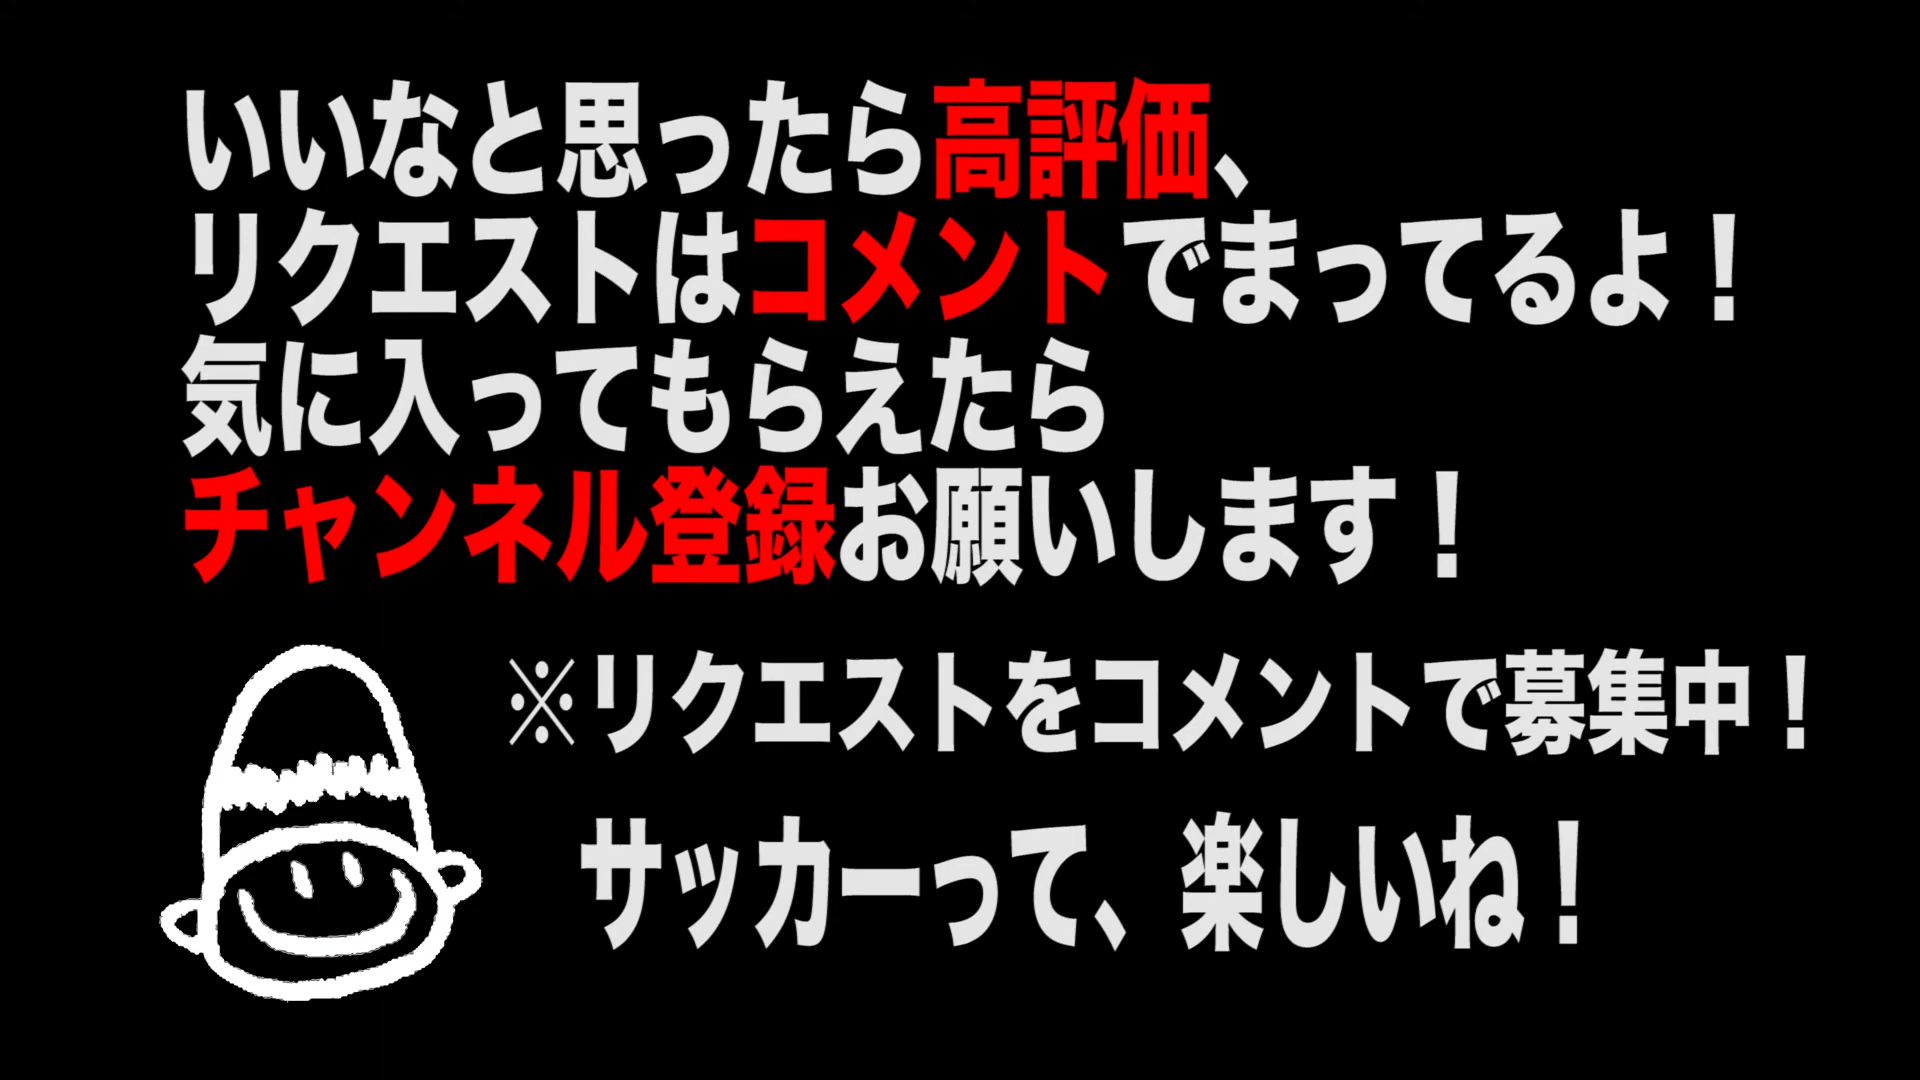 いいなと思ったら高評価、
リクエストはコメントでまってるよ！
気に入ってもらえたら
チャンネル登録お願いします！
※リクエストをコメントで募集中！
サッカーって、楽しいね！